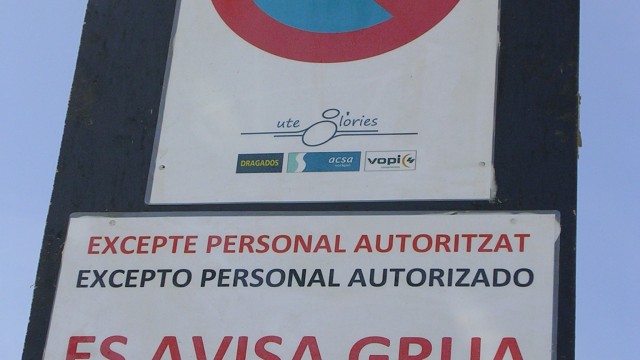 ute Glòries
DRAGADOS acsa vopi
EXCEPTE PERSONAL AUTORITZAT
EXCEPTO PERSONAL AUTORIZADO
ES AVISA GRUA